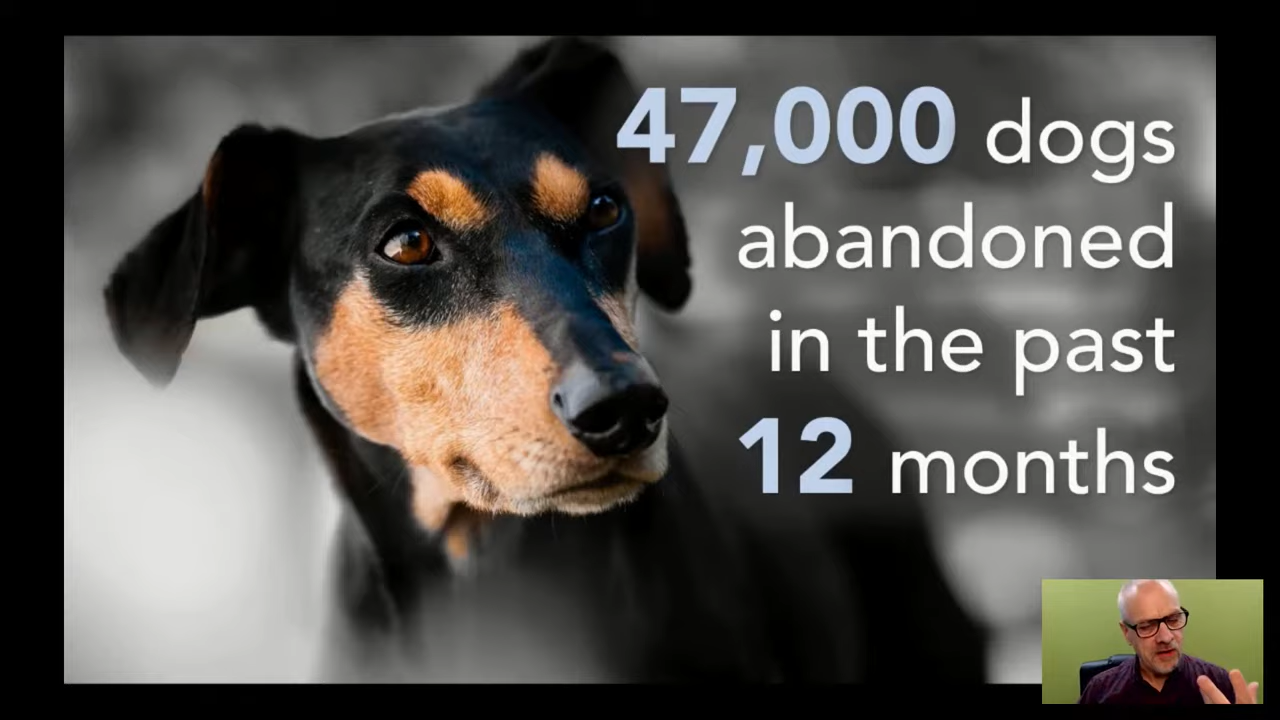 47,000 dogs
abandoned
in the past
12 months